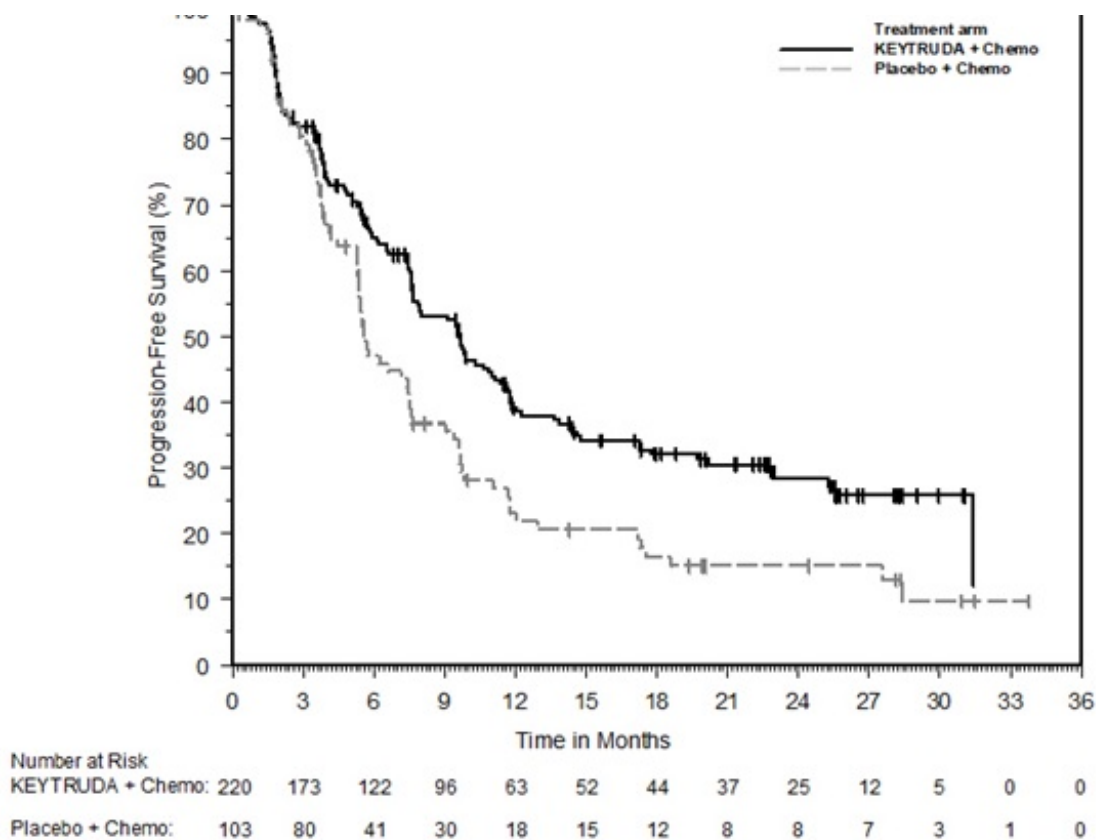 Treatment arm
KEYTRUDA + Chemo
Placebo + Chemo
90
80
70
60
50
40
30
20
10
0
Progression-Free Survival (%)
0 3 6 9 12 15 18 21 24 27 30 33 36
Time in Months
Number at Risk
KEYTRUDA + Chemo: 220 173 122 96 63 52 44 37 25 12 5 0 0
Placebo + Chemo: 103 80 41 30 18 15 12 8 8 7 3 1 0